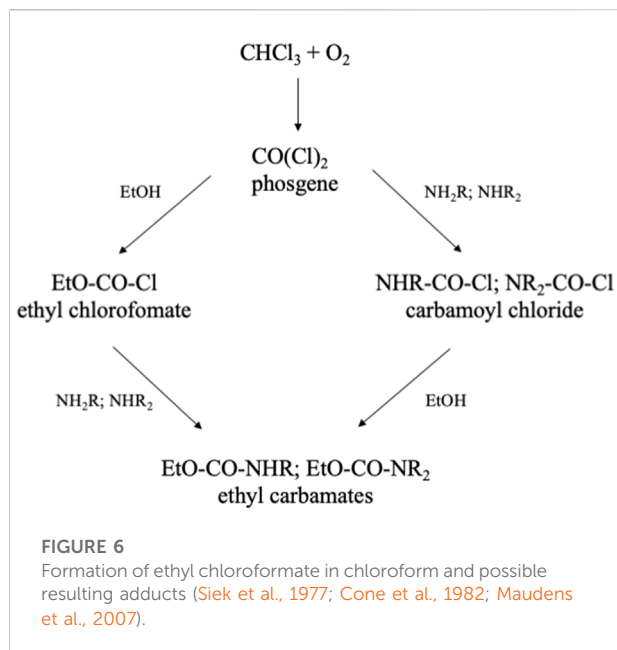 CHCl₃ + O₂
CO(Cl)₂
phosgene
EtOH
NH₂R; NHR₂
EtO-CO-Cl
ethyl chlorofomate
NHR-CO-Cl; NR₂-CO-Cl
carbamoyl chloride
NH₂R; NHR₂
EtOH
EtO-CO-NHR; EtO-CO-NR₂
ethyl carbamates
FIGURE 6
Formation of ethyl chloroformate in chloroform and possible
resulting adducts (Siek et al., 1977; Cone et al., 1982; Maudens
et al., 2007).